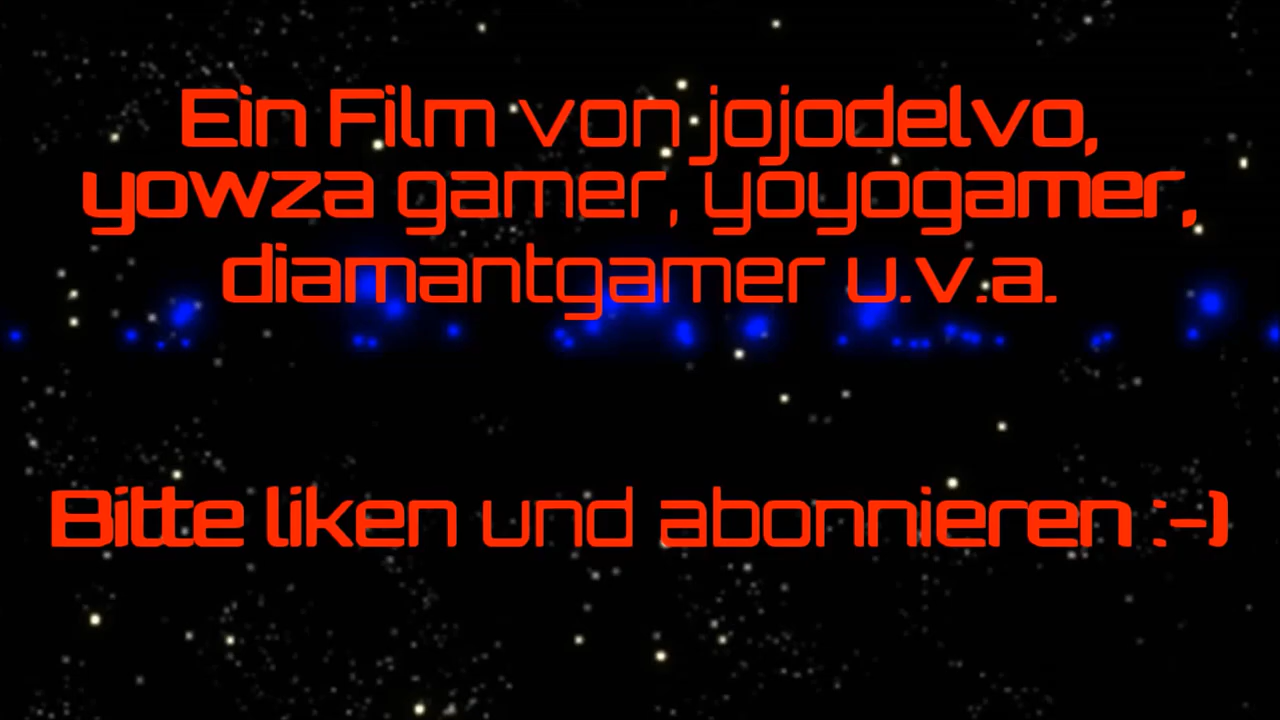 Ein Film von jojodelvo,
yowza gamer, yoyogamer,
diamantgamer u.v.a.
Bitte liken und abonnieren :-)